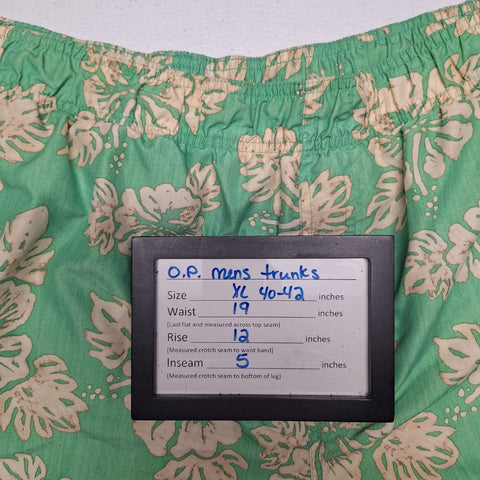 O.P. mens trunks
Size XL 40-42 inches
Waist 19 inches
(Laid flat and measured across top seam)
Rise 12 inches
(Measured crotch seam to waist band)
Inseam 5 inches
(Measured crotch seam to bottom of leg)